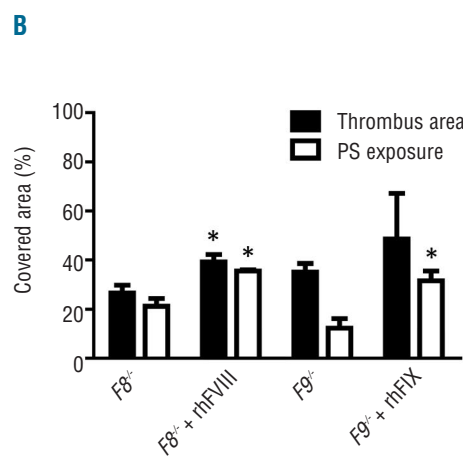 B
Covered area (%)
100
80
60
40
20
0
Thrombus area
PS exposure
*
*
*
F8-/-
F8-/- + rhFVIII
F9-/-
F9-/- + rhFIX